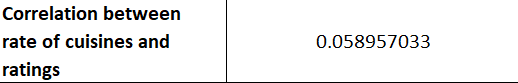 Correlation between
rate of cuisines and
ratings
0.058957033